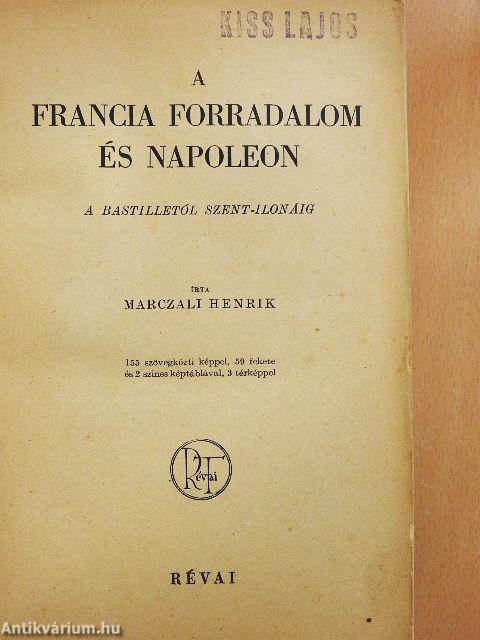 KISS LAJOS
A
FRANCIA FORRADALOM
ÉS NAPOLEON
A BASTILLETÓL SZENT-ILONÁIG
ÍRTA
MARCZALI HENRIK
155 szövegközti képpel, 59 fekete
és 2 színes képtáblával, 3 térképpel
Révai
RÉVAI
Antikvárium.hu